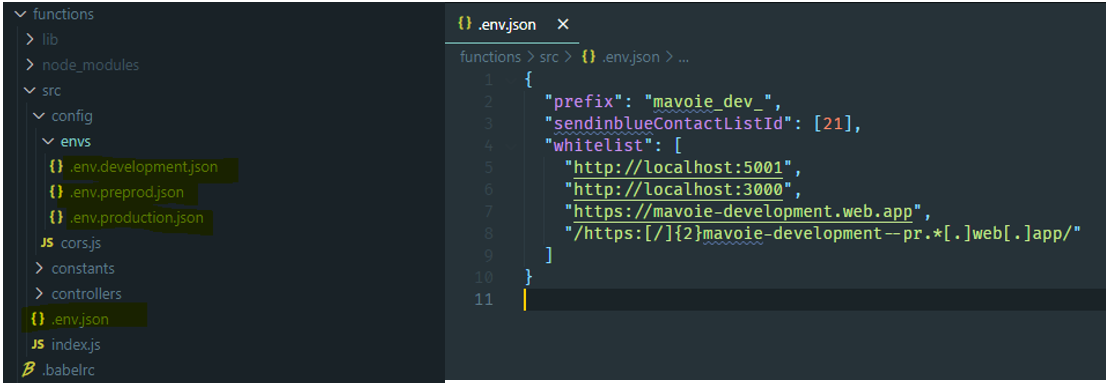 functions
lib
node_modules
src
config
envs
{} .env.development.json
{} .env.preprod.json
{} .env.production.json
JS cors.js
constants
controllers
{} .env.json
JS index.js
.babelrc
{} .env.json ×
functions > src > {} .env.json > ...
1 {
2 "prefix": "mavoie_dev_",
3 "sendinblueContactListId": [21],
4 "whitelist": [
5 "http://localhost:5001",
6 "http://localhost:3000",
7 "https://mavoie-development.web.app",
8 "/https:[/]{2}mavoie-development--pr.*[.]web[.]app/"
9 ]
10 }
11